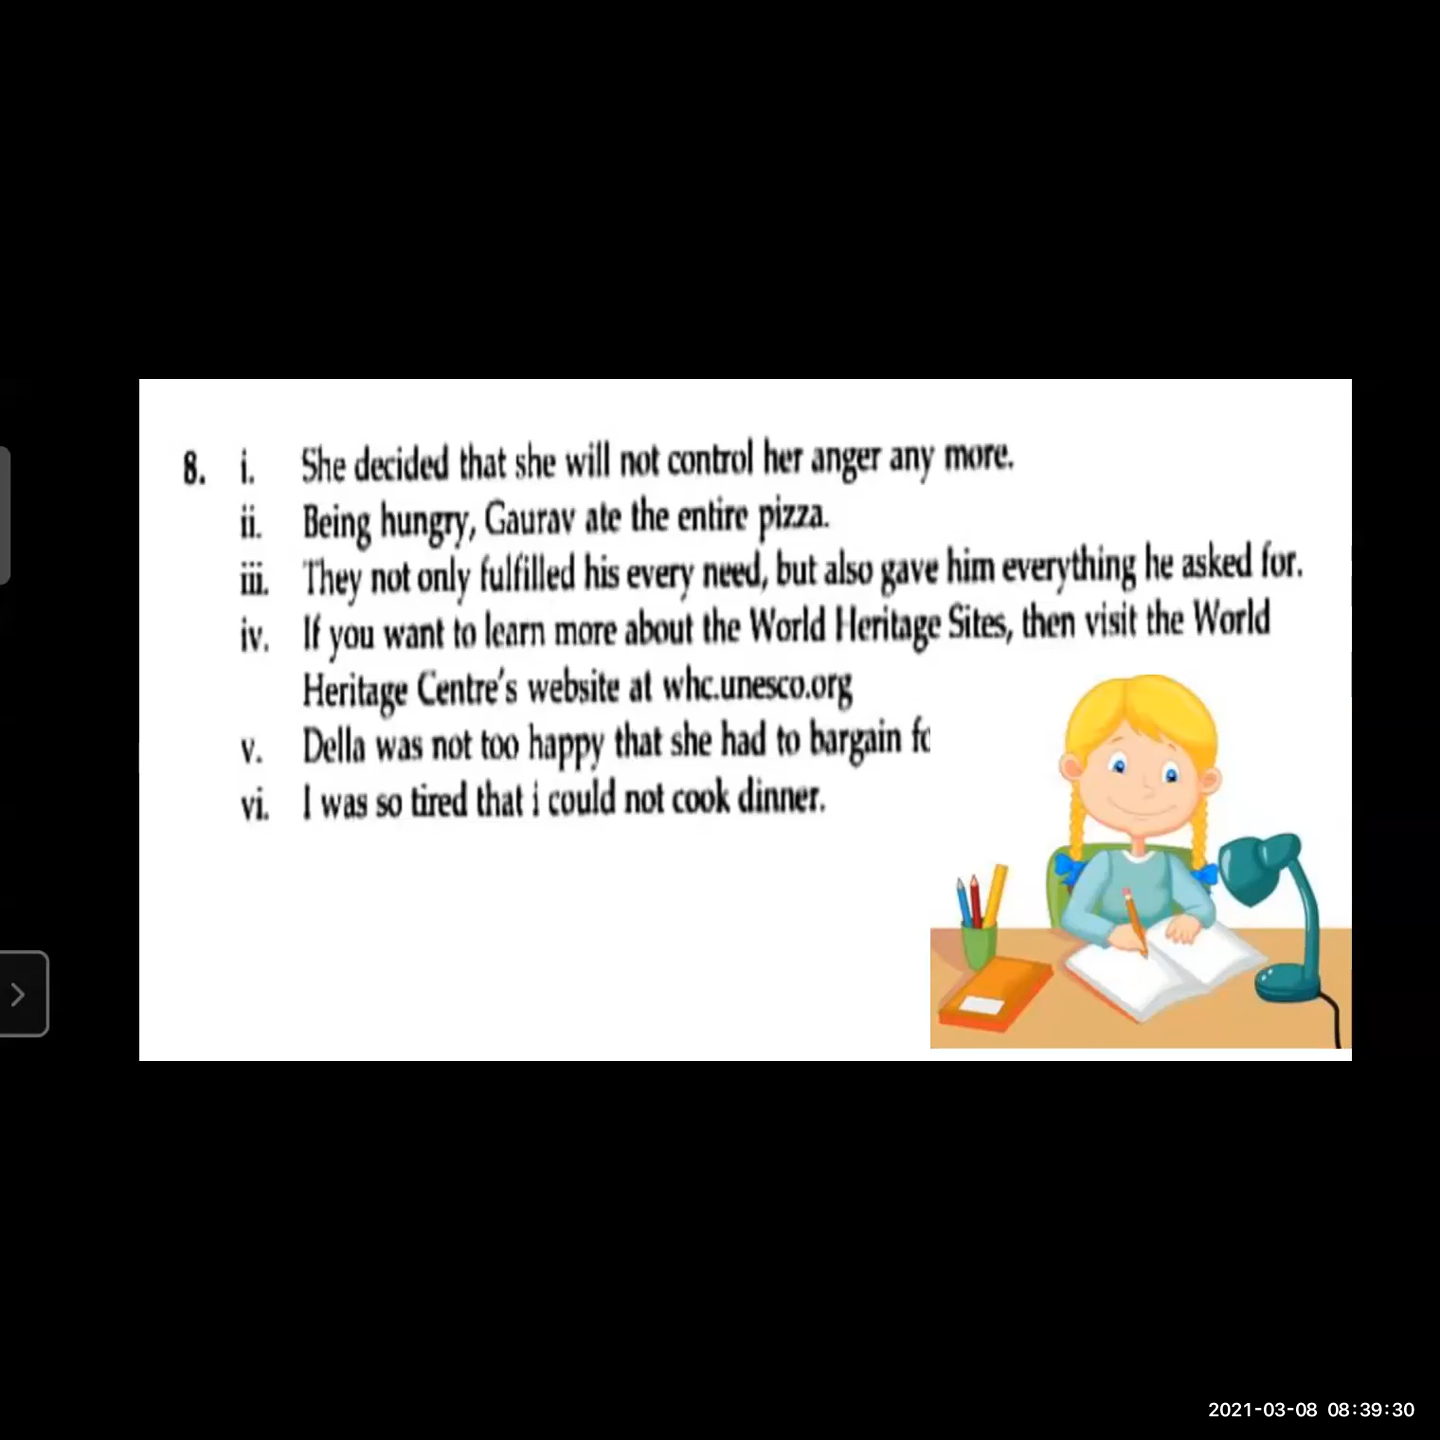 8. i. She decided that she will not control her anger any more.
ii. Being hungry, Gaurav ate the entire pizza.
iii. They not only fulfilled his every need, but also gave him everything he asked for.
iv. If you want to learn more about the World Heritage Sites, then visit the World
Heritage Centre's website at whc.unesco.org
v. Della was not too happy that she had to bargain
vi. I was so tired that i could not cook dinner.
2021-03-08 08:39:30